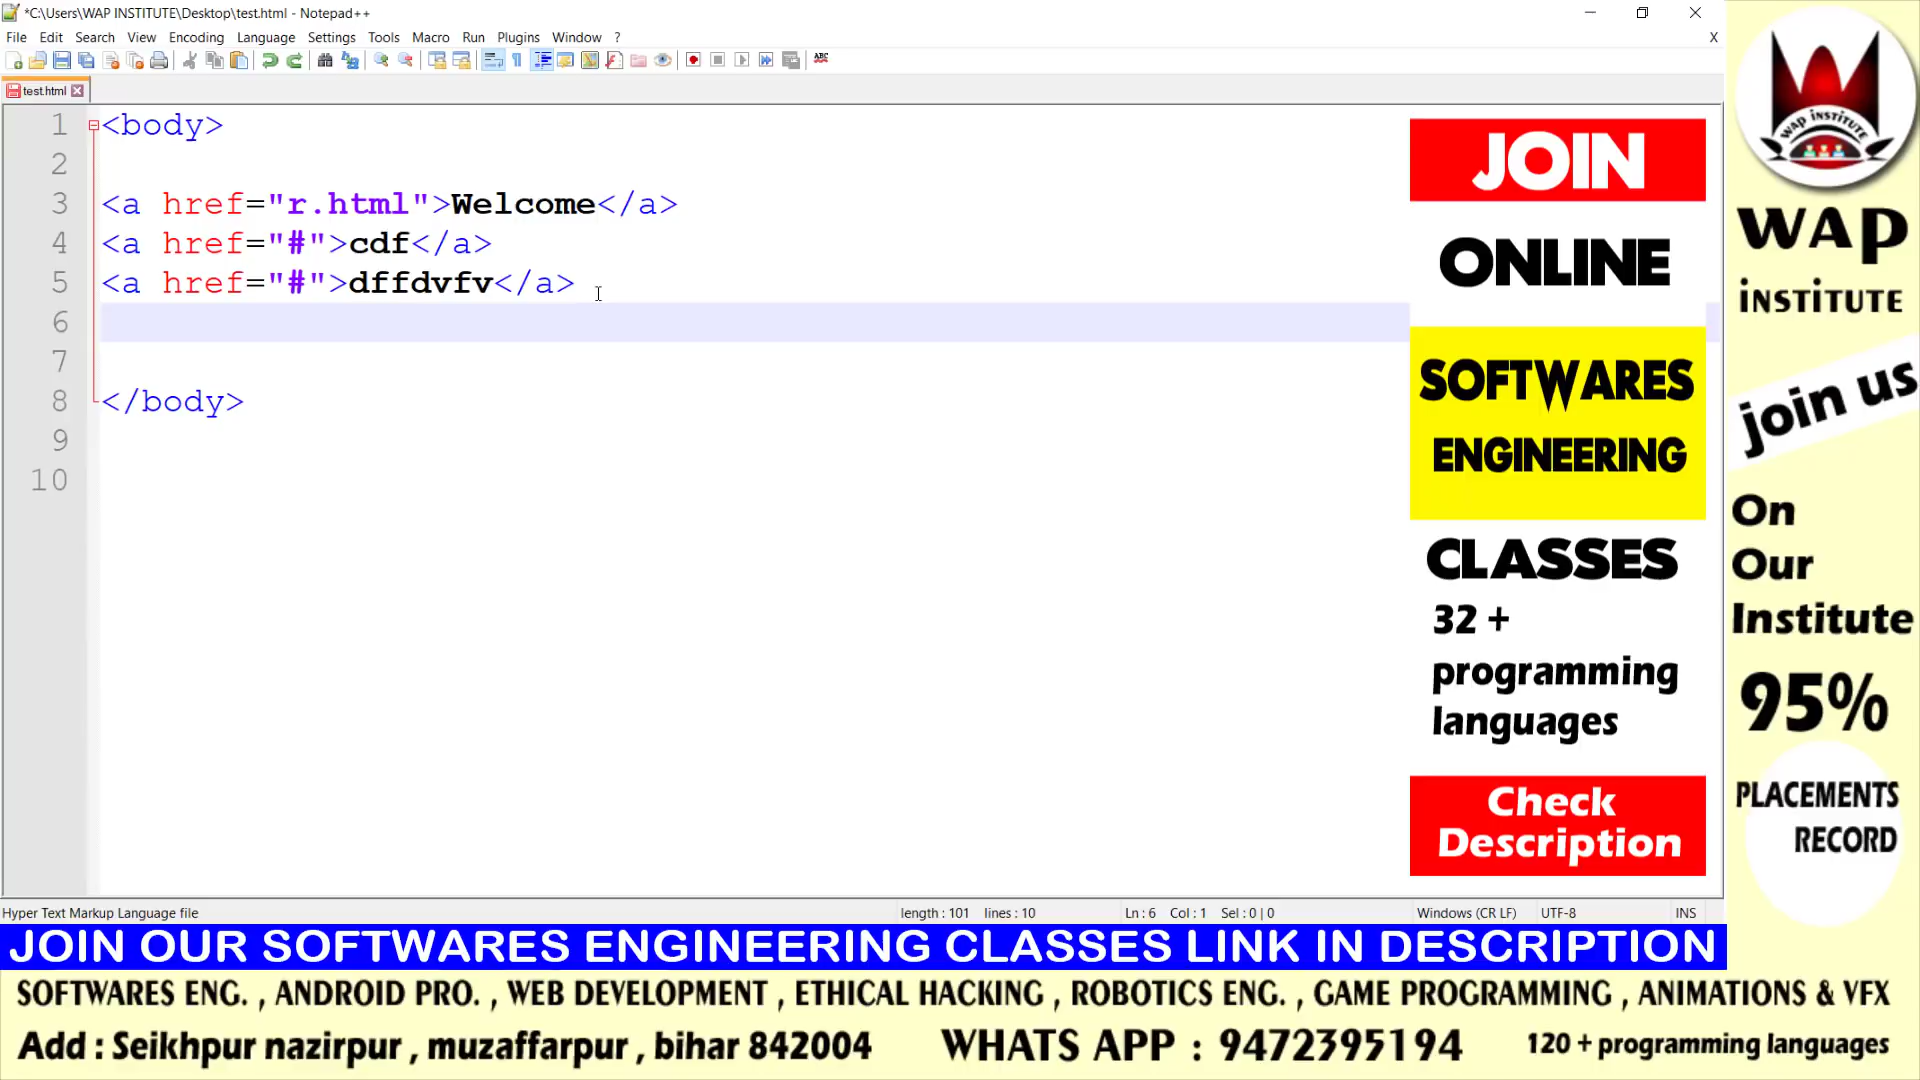 *C:\Users\WAP INSTITUTE\Desktop\test.html - Notepad++
File Edit Search View Encoding Language Settings Tools Macro Run Plugins Window ? X
ABC
test.html
1 <body>
2
3 <a href="r.html">Welcome</a>
4 <a href="#">cdf</a>
5 <a href="#">dffdvfv</a>
6
7
8 </body>
9
10
JOIN
ONLINE
SOFTWARES
ENGINEERING
CLASSES
32 +
programming
languages
Check
Description
WAP INSTITUTE
WAP
INSTITUTE
join us
On
Our
Institute
95%
PLACEMENTS
RECORD
Hyper Text Markup Language file length : 101 lines : 10 Ln : 6 Col : 1 Sel : 0 | 0 Windows (CR LF) UTF-8 INS
JOIN OUR SOFTWARES ENGINEERING CLASSES LINK IN DESCRIPTION
SOFTWARES ENG. , ANDROID PRO. , WEB DEVELOPMENT , ETHICAL HACKING , ROBOTICS ENG. , GAME PROGRAMMING , ANIMATIONS & VFX
Add : Seikhpur nazirpur , muzaffarpur , bihar 842004 WHATS APP : 9472395194 120 + programming languages